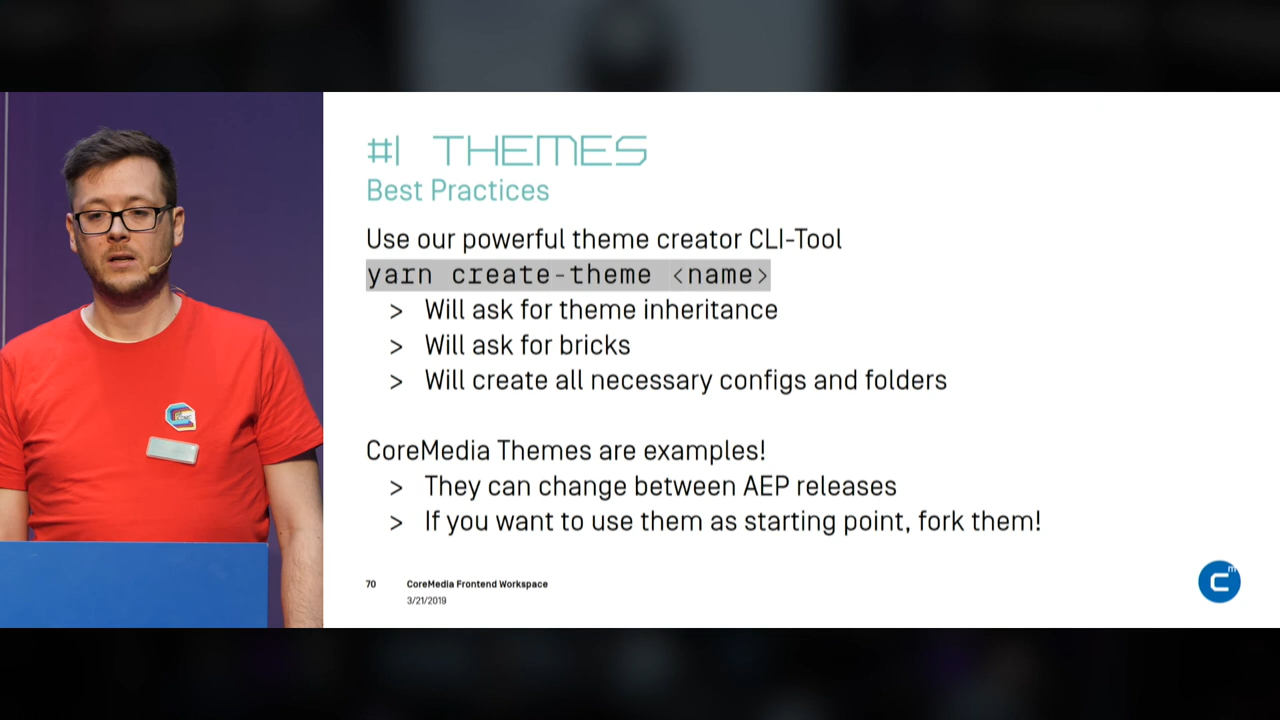 #1 THEMES
Best Practices
Use our powerful theme creator CLI-Tool
yarn create-theme <name>
> Will ask for theme inheritance
> Will ask for bricks
> Will create all necessary configs and folders
CoreMedia Themes are examples!
> They can change between AEP releases
> If you want to use them as starting point, fork them!
70 CoreMedia Frontend Workspace
3/21/2019